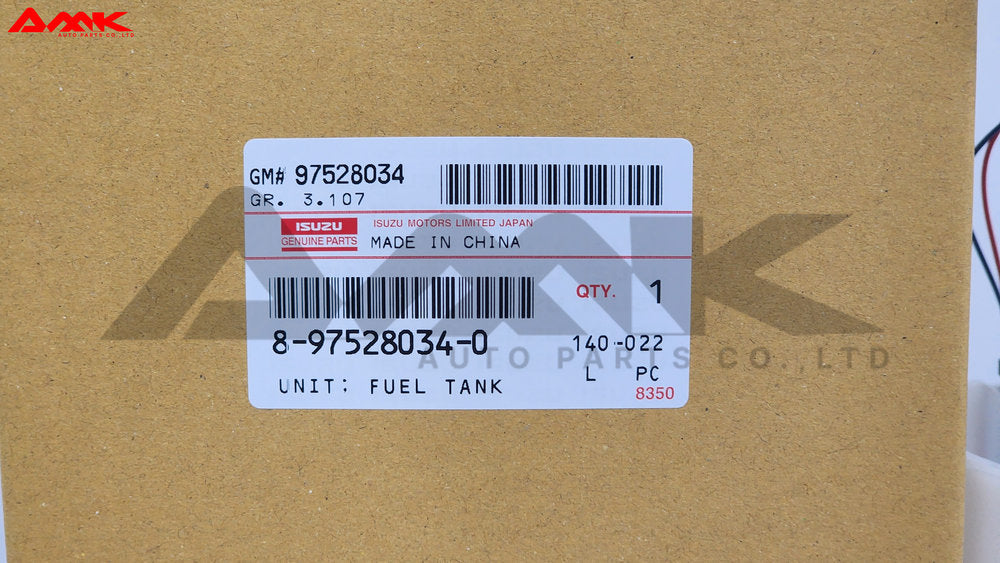 AMK
AUTO PARTS CO.,LTD.
GM# 97528034
GR. 3.107
ISUZU
GENUINE PARTS
ISUZU MOTORS LIMITED JAPAN
MADE IN CHINA
QTY. 1
8-97528034-0
140-022
UNIT: FUEL TANK
L PC
8350
AMK
AUTO PARTS CO.,LTD